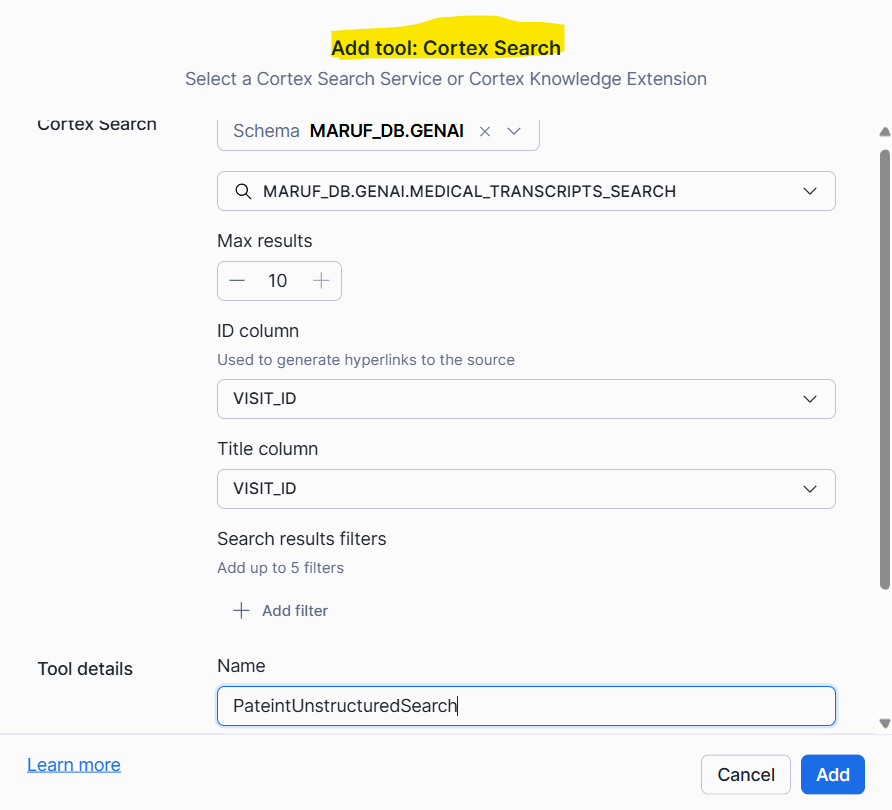 Add tool: Cortex Search
Select a Cortex Search Service or Cortex Knowledge Extension
Cortex Search
Schema MARUF_DB.GENAI
MARUF_DB.GENAI.MEDICAL_TRANSCRIPTS_SEARCH
Max results
10
ID column
Used to generate hyperlinks to the source
VISIT_ID
Title column
VISIT_ID
Search results filters
Add up to 5 filters
Add filter
Tool details
Name
PateintUnstructuredSearch
Learn more
Cancel
Add